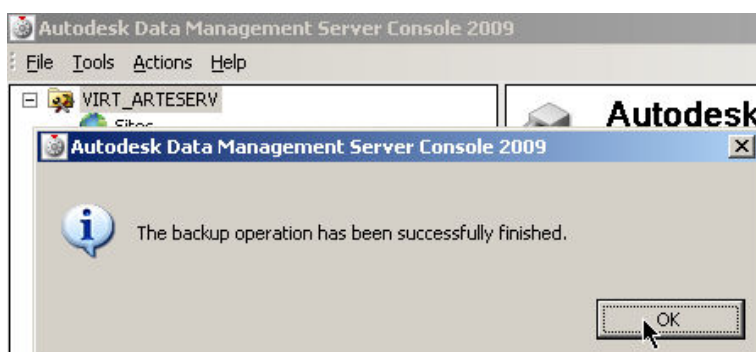 Autodesk Data Management Server Console 2009
File Tools Actions Help
VIRT_ARTESERV
Sites
Autodesk
Autodesk Data Management Server Console 2009
The backup operation has been successfully finished.
OK